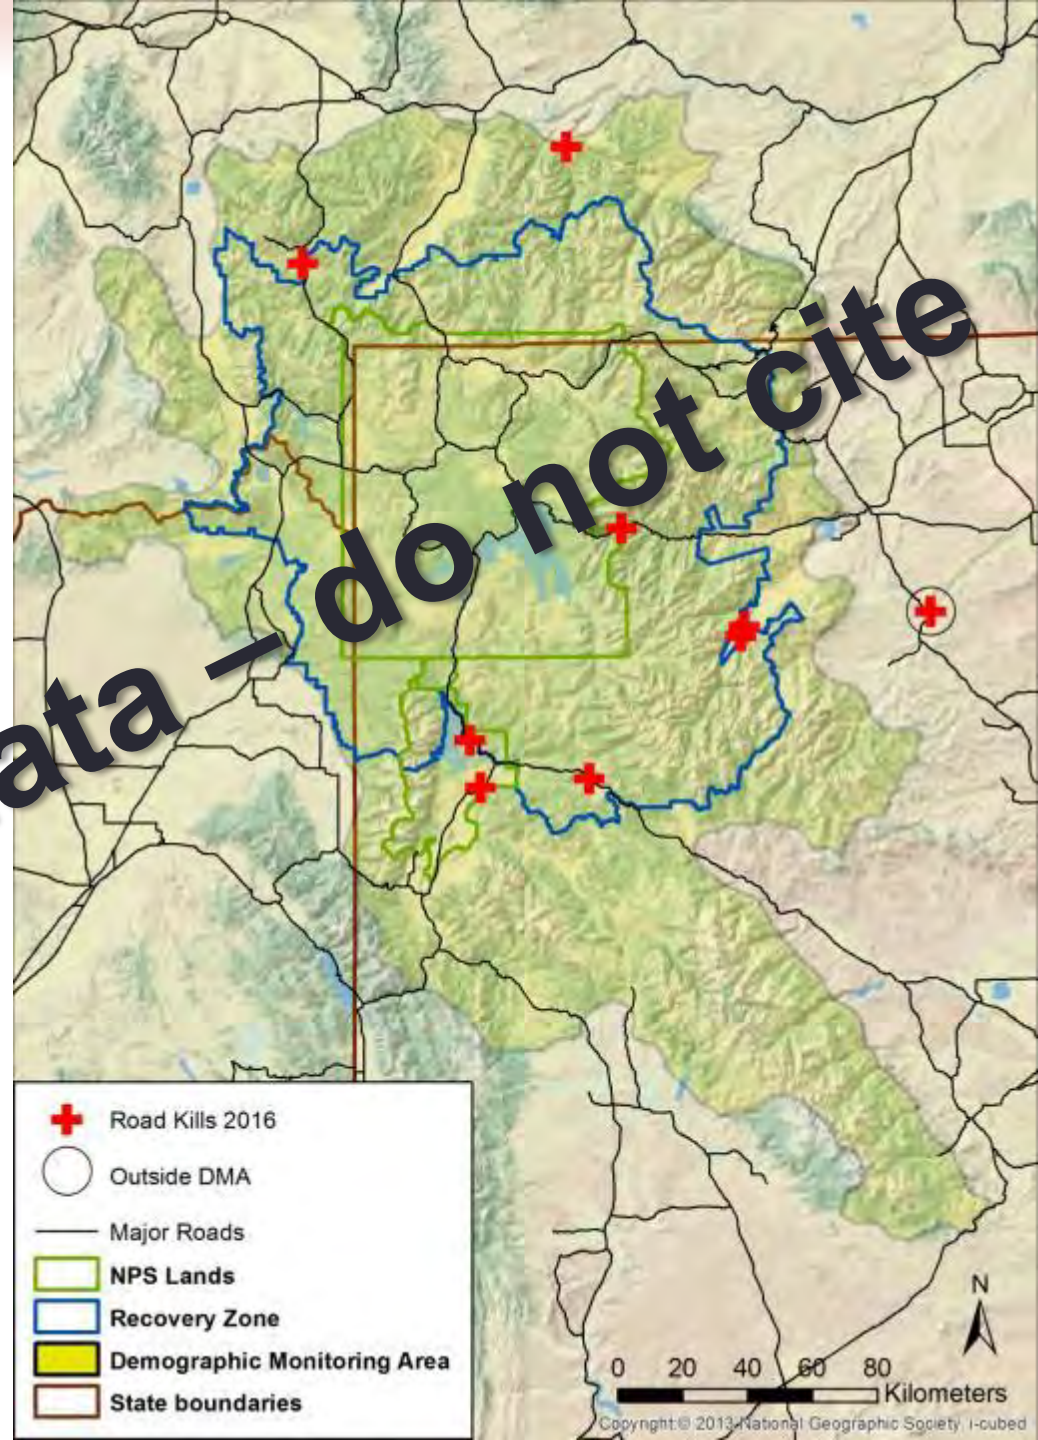 ata – do not cite
Road Kills 2016
Outside DMA
Major Roads
NPS Lands
Recovery Zone
Demographic Monitoring Area
State boundaries
N
0 20 40 60 80
Kilometers
Copyright:© 2013 National Geographic Society, i-cubed